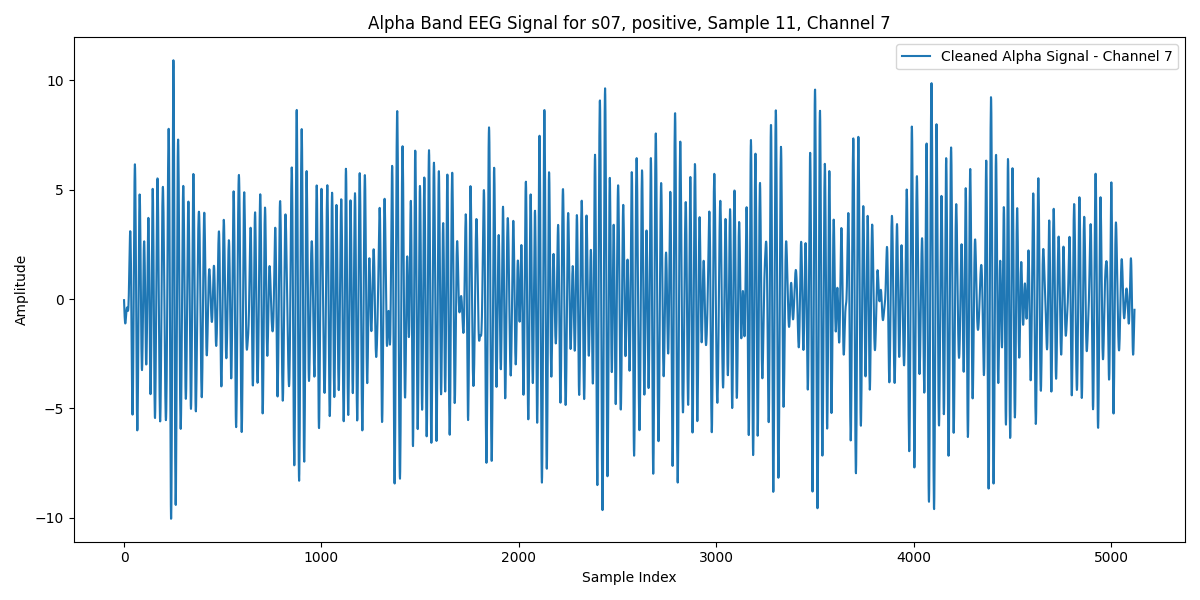 Alpha Band EEG Signal for s07, positive, Sample 11, Channel 7
Cleaned Alpha Signal - Channel 7
Amplitude
10
5
0
−5
−10
0 1000 2000 3000 4000 5000
Sample Index